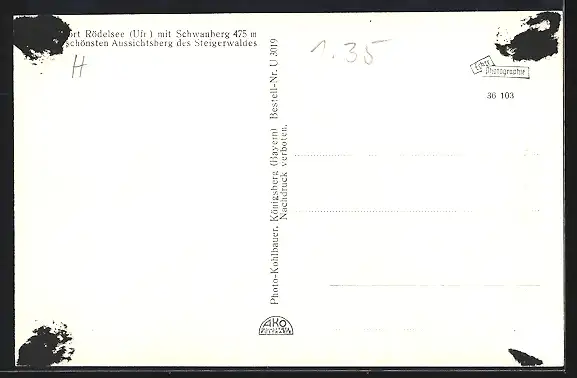 ort Rödelsee (Ufr.) mit Schwanberg 475 m
schönsten Aussichtsberg des Steigerwaldes
H
1.35
Echte
Photographie
36 103
Photo-Kohlbauer, Königsberg (Bayern) Bestell-Nr. U 3019
Nachdruck verboten.
AKO